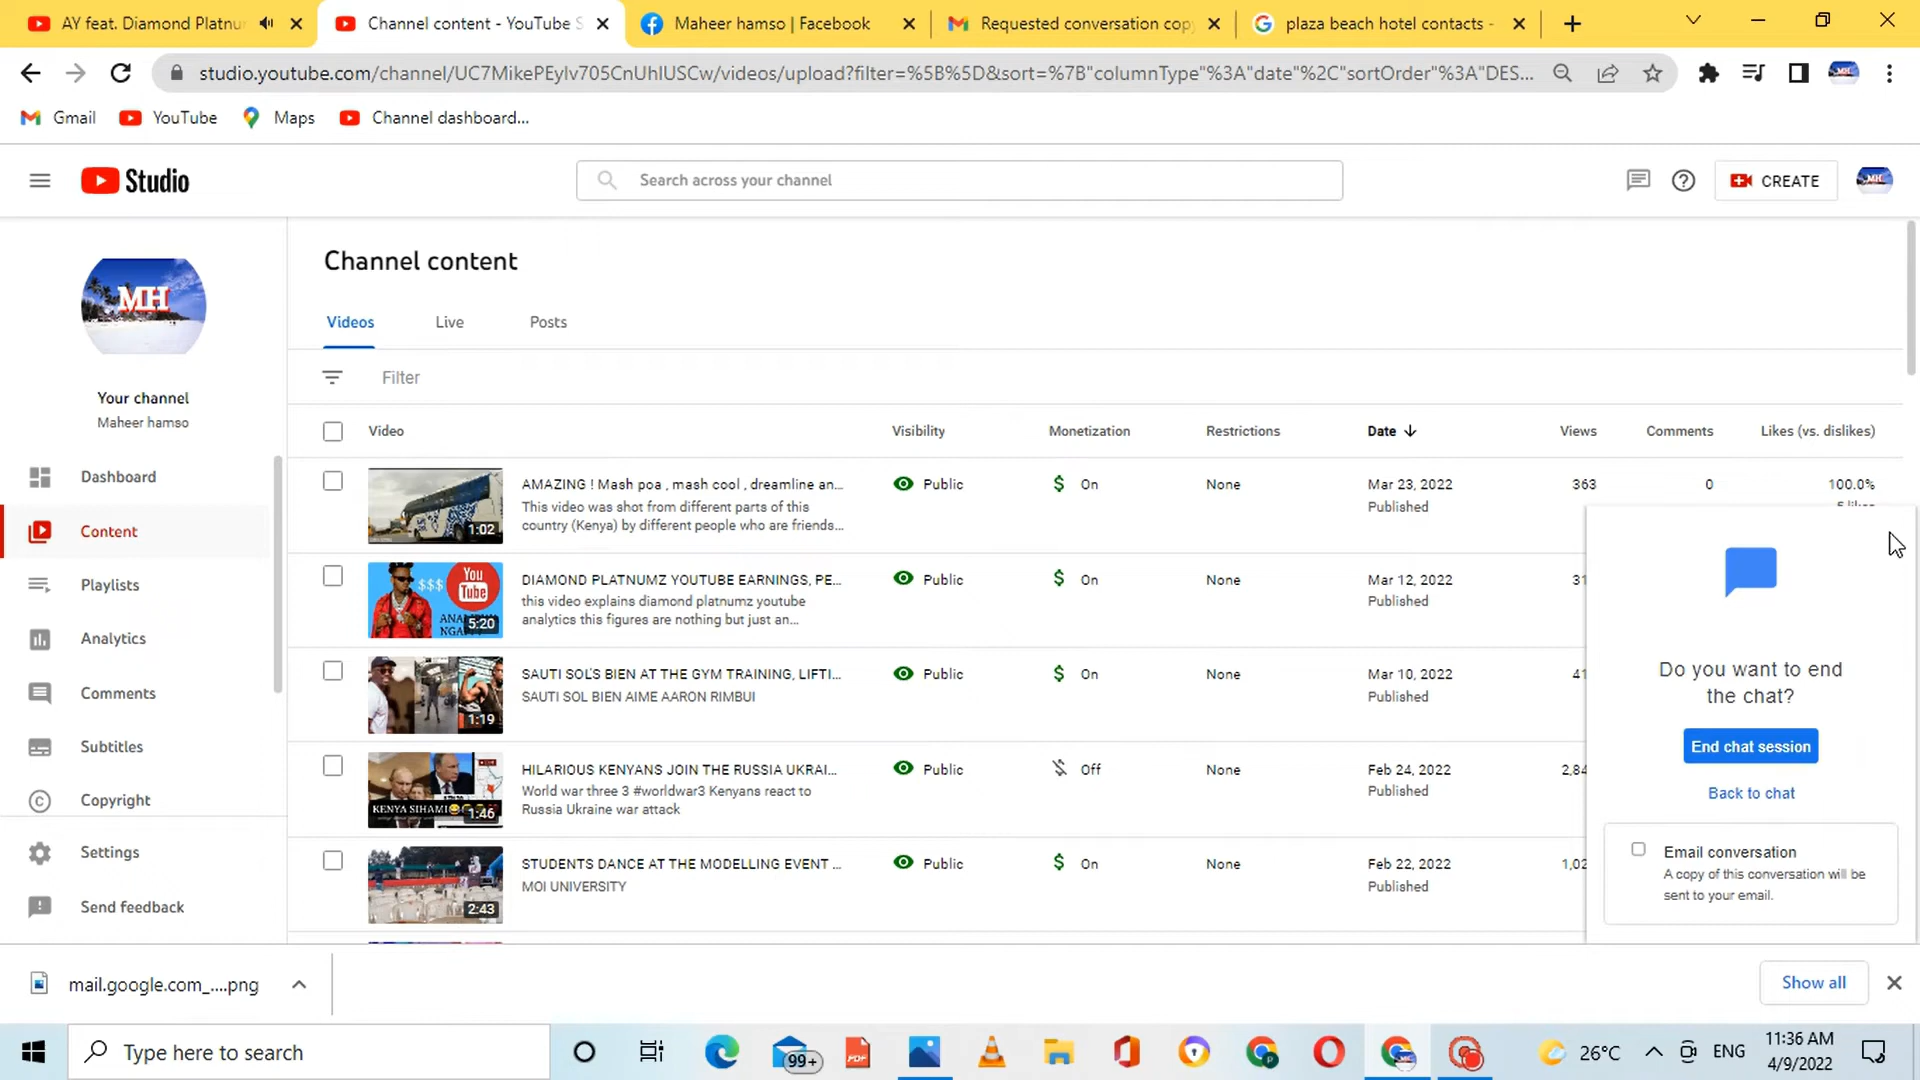 AY feat. Diamond Platnu
Channel content - YouTube S
Maheer hamso | Facebook
Requested conversation copy
plaza beach hotel contacts -
studio.youtube.com/channel/UC7MikePEylv705CnUhIUSCw/videos/upload?filter=%5B%5D&sort=%7B"columnType"%3A"date"%2C"sortOrder"%3A"DES...
Gmail
YouTube
Maps
Channel dashboard...
Studio
Search across your channel
CREATE
MH
Your channel
Maheer hamso
Dashboard
Content
Playlists
Analytics
Comments
Subtitles
Copyright
Settings
Send feedback
Channel content
Videos Live Posts
Filter
Video Visibility Monetization Restrictions Date Views Comments Likes (vs. dislikes)
1:02
AMAZING ! Mash poa , mash cool , dreamline an...
This video was shot from different parts of this
country (Kenya) by different people who are friends...
Public On None Mar 23, 2022 363 0 100.0%
Published
5 likes
$$$ You Tube
5:20
DIAMOND PLATNUMZ YOUTUBE EARNINGS, PE...
this video explains diamond platnumz youtube
analytics this figures are nothing but just an...
Public On None Mar 12, 2022
Published
1:19
SAUTI SOL'S BIEN AT THE GYM TRAINING, LIFTI...
SAUTI SOL BIEN AIME AARON RIMBUI
Public On None Mar 10, 2022
Published
KENYA SIHAMI
1:46
HILARIOUS KENYANS JOIN THE RUSSIA UKRAI...
World war three 3 #worldwar3 Kenyans react to
Russia Ukraine war attack
Public Off None Feb 24, 2022
Published
2:43
STUDENTS DANCE AT THE MODELLING EVENT ...
MOI UNIVERSITY
Public On None Feb 22, 2022
Published
Do you want to end
the chat?
End chat session
Back to chat
Email conversation
A copy of this conversation will be
sent to your email.
mail.google.com_....png
Show all
Type here to search
99+
PDF
26°C
ENG
11:36 AM
4/9/2022